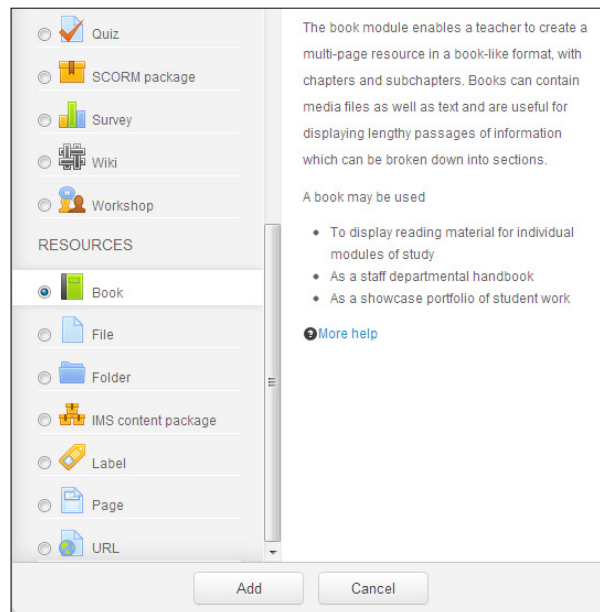 Quiz
SCORM package
Survey
Wiki
Workshop
RESOURCES
Book
File
Folder
IMS content package
Label
Page
URL
The book module enables a teacher to create a
multi-page resource in a book-like format, with
chapters and subchapters. Books can contain
media files as well as text and are useful for
displaying lengthy passages of information
which can be broken down into sections.
A book may be used
• To display reading material for individual
modules of study
• As a staff departmental handbook
• As a showcase portfolio of student work
More help
Add
Cancel